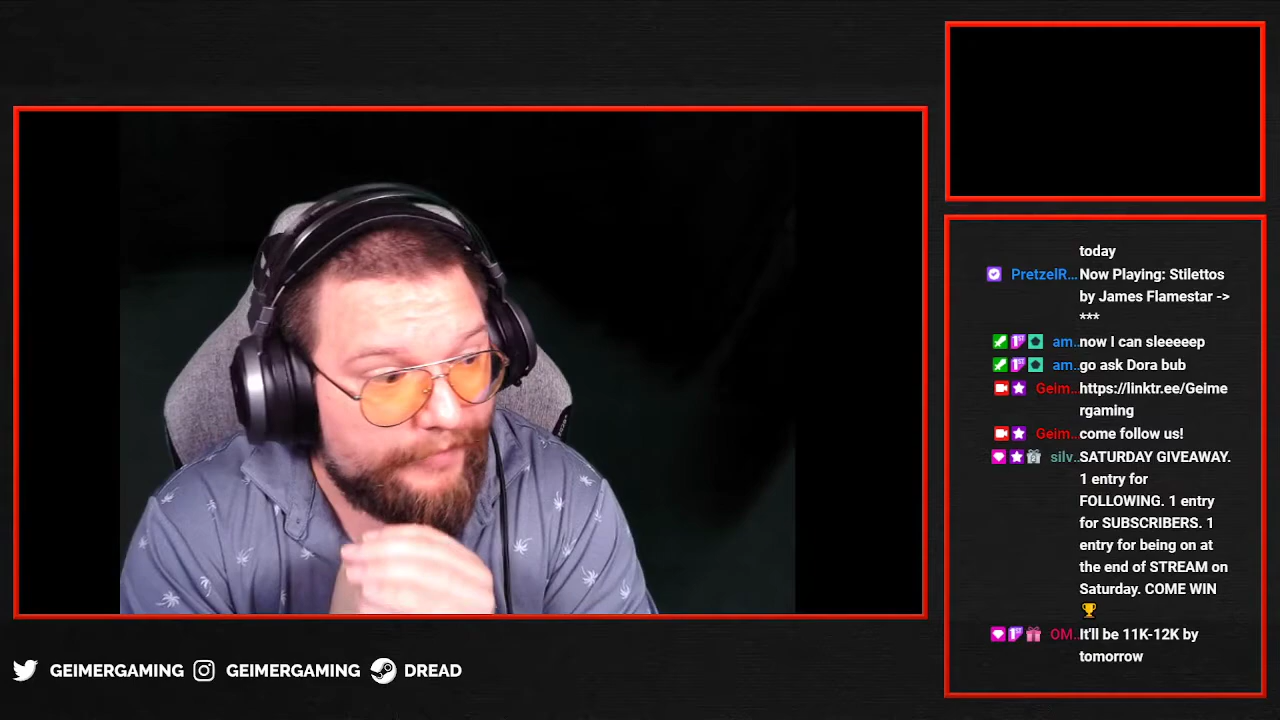 today
PretzelR... Now Playing: Stilettos
by James Flamestar ->
***
am.. now I can sleeeeep
am.. go ask Dora bub
Geim.. https://linktr.ee/Geime
rgaming
Geim.. come follow us!
silv.. SATURDAY GIVEAWAY.
1 entry for
FOLLOWING. 1 entry
for SUBSCRIBERS. 1
entry for being on at
the end of STREAM on
Saturday. COME WIN
🏆
OM.. It'll be 11K-12K by
tomorrow
GEIMERGAMING GEIMERGAMING DREAD